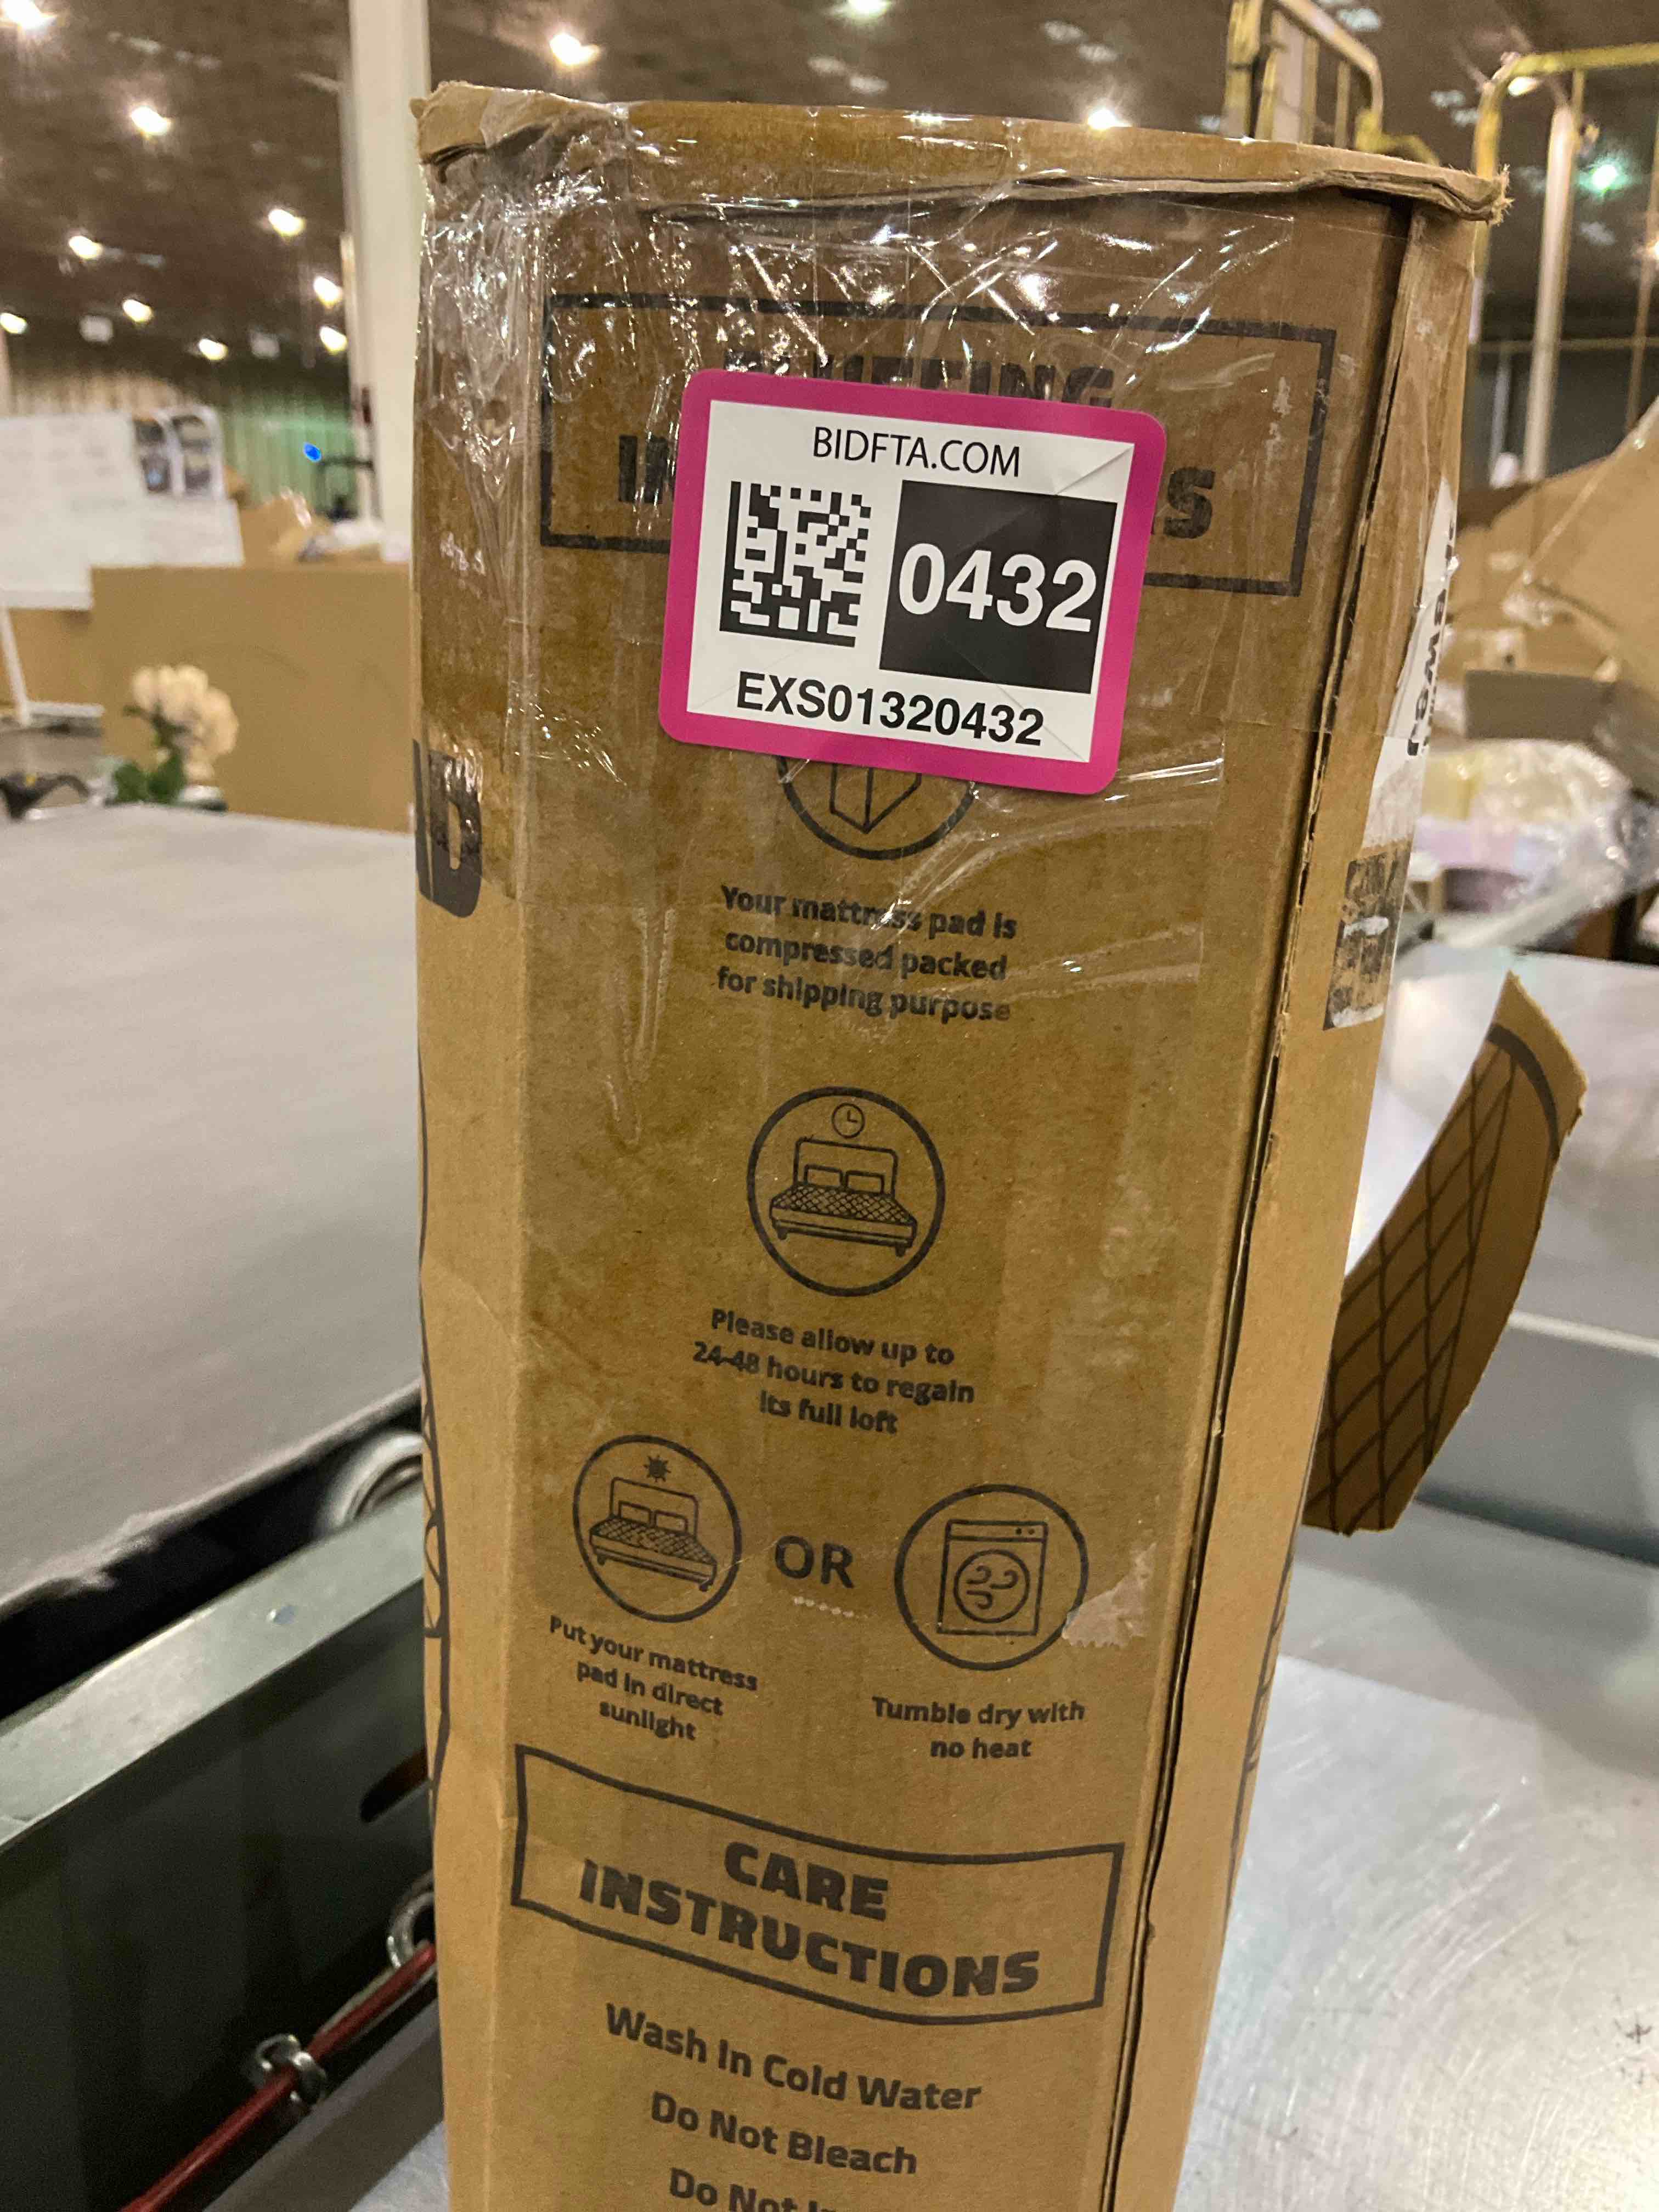 BIDFTA.COM
0432
EXS01320432
Your mattress pad is
compressed packed
for shipping purpose
Please allow up to
24-48 hours to regain
its full loft
OR
Put your mattress
pad in direct
sunlight
Tumble dry with
no heat
CARE
INSTRUCTIONS
Wash In Cold Water
Do Not Bleach
Do Not